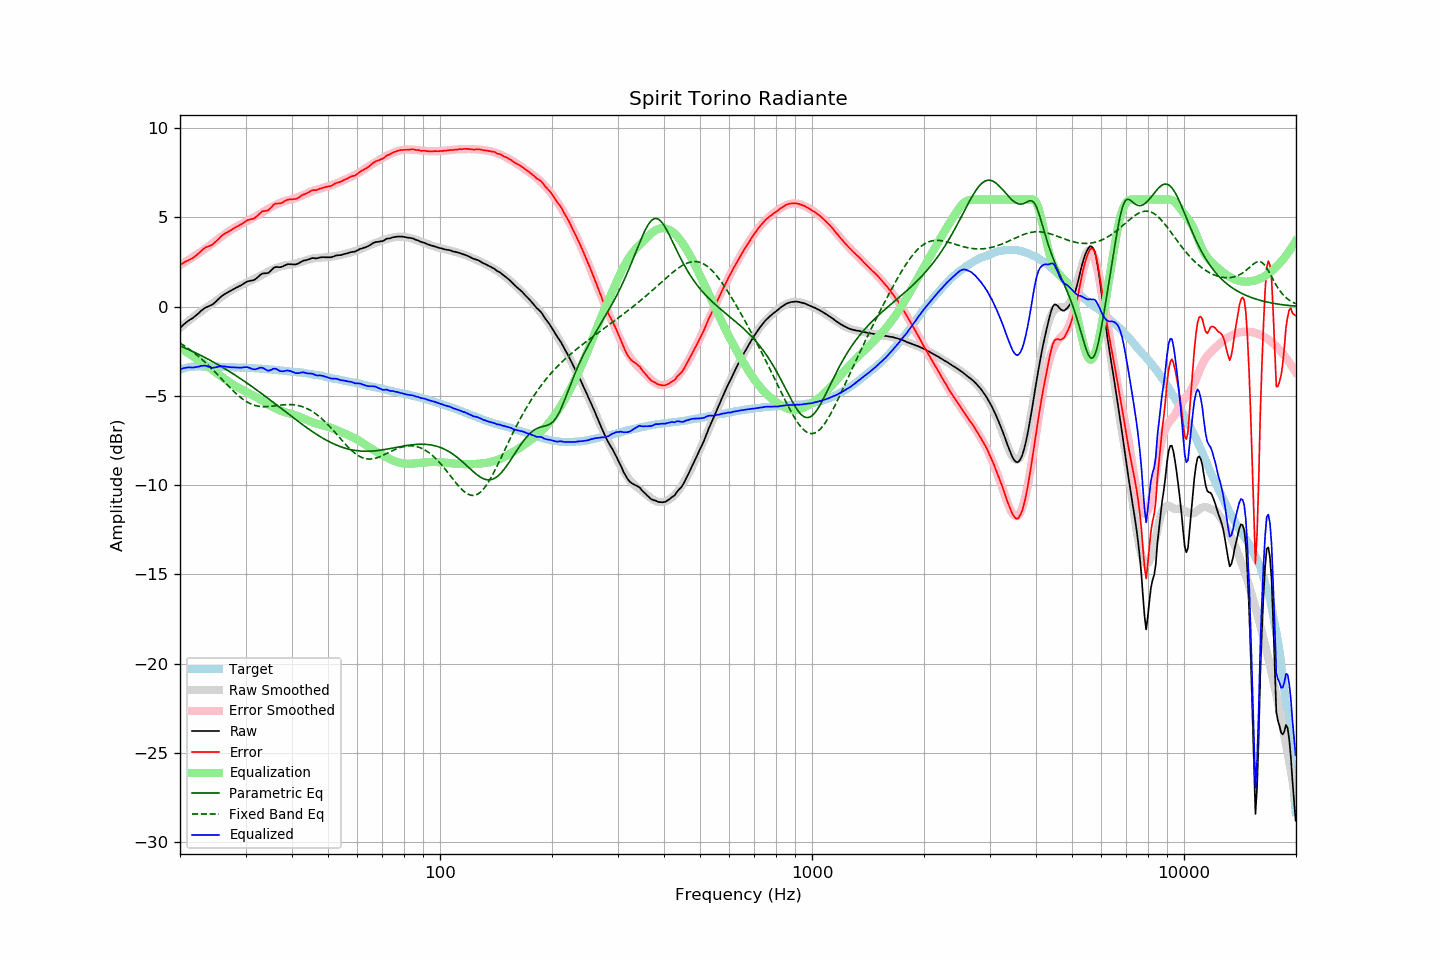 Spirit Torino Radiante
10
5
0
−5
−10
−15
−20
−25
−30
Amplitude (dBr)
Target
Raw Smoothed
Error Smoothed
Raw
Error
Equalization
Parametric Eq
Fixed Band Eq
Equalized
100
1000
10000
Frequency (Hz)